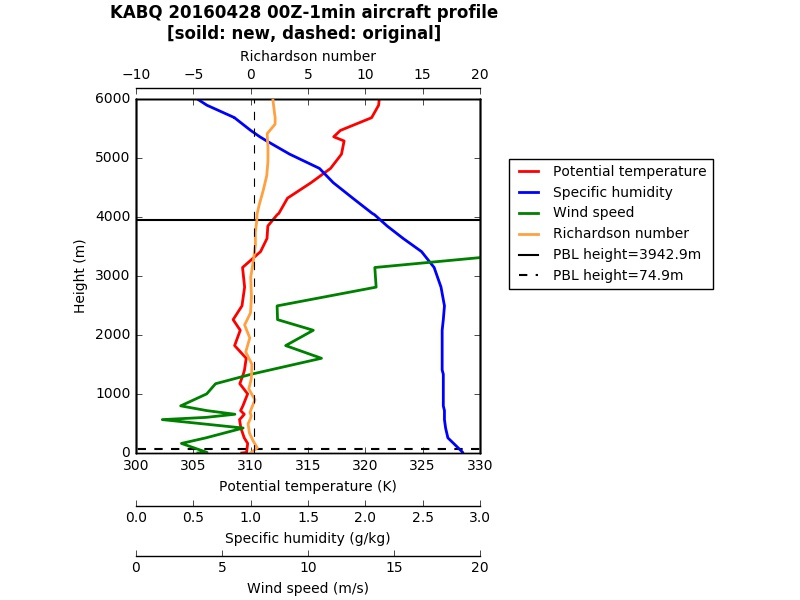 KABQ 20160428 00Z-1min aircraft profile
[soild: new, dashed: original]
Richardson number
−10 −5 0 5 10 15 20
6000
5000
4000
3000
2000
1000
0
Height (m)
300 305 310 315 320 325 330
Potential temperature (K)
0.0 0.5 1.0 1.5 2.0 2.5 3.0
Specific humidity (g/kg)
0 5 10 15 20
Wind speed (m/s)
Potential temperature
Specific humidity
Wind speed
Richardson number
PBL height=3942.9m
PBL height=74.9m